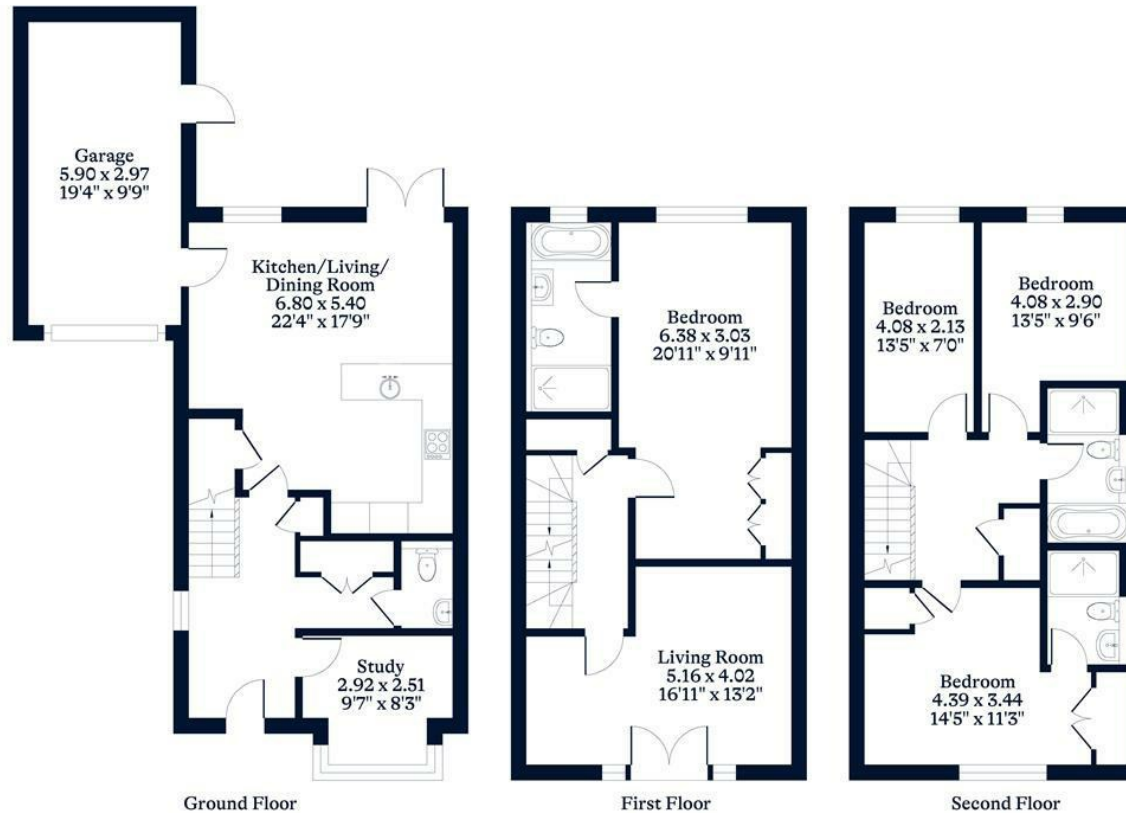 Garage
5.90 x 2.97
19'4" x 9'9"
Kitchen/Living/
Dining Room
6.80 x 5.40
22'4" x 17'9"
Study
2.92 x 2.51
9'7" x 8'3"
Ground Floor
Bedroom
6.38 x 3.03
20'11" x 9'11"
Living Room
5.16 x 4.02
16'11" x 13'2"
First Floor
Bedroom
4.08 x 2.13
13'5" x 7'0"
Bedroom
4.08 x 2.90
13'5" x 9'6"
Bedroom
4.39 x 3.44
14'5" x 11'3"
Second Floor